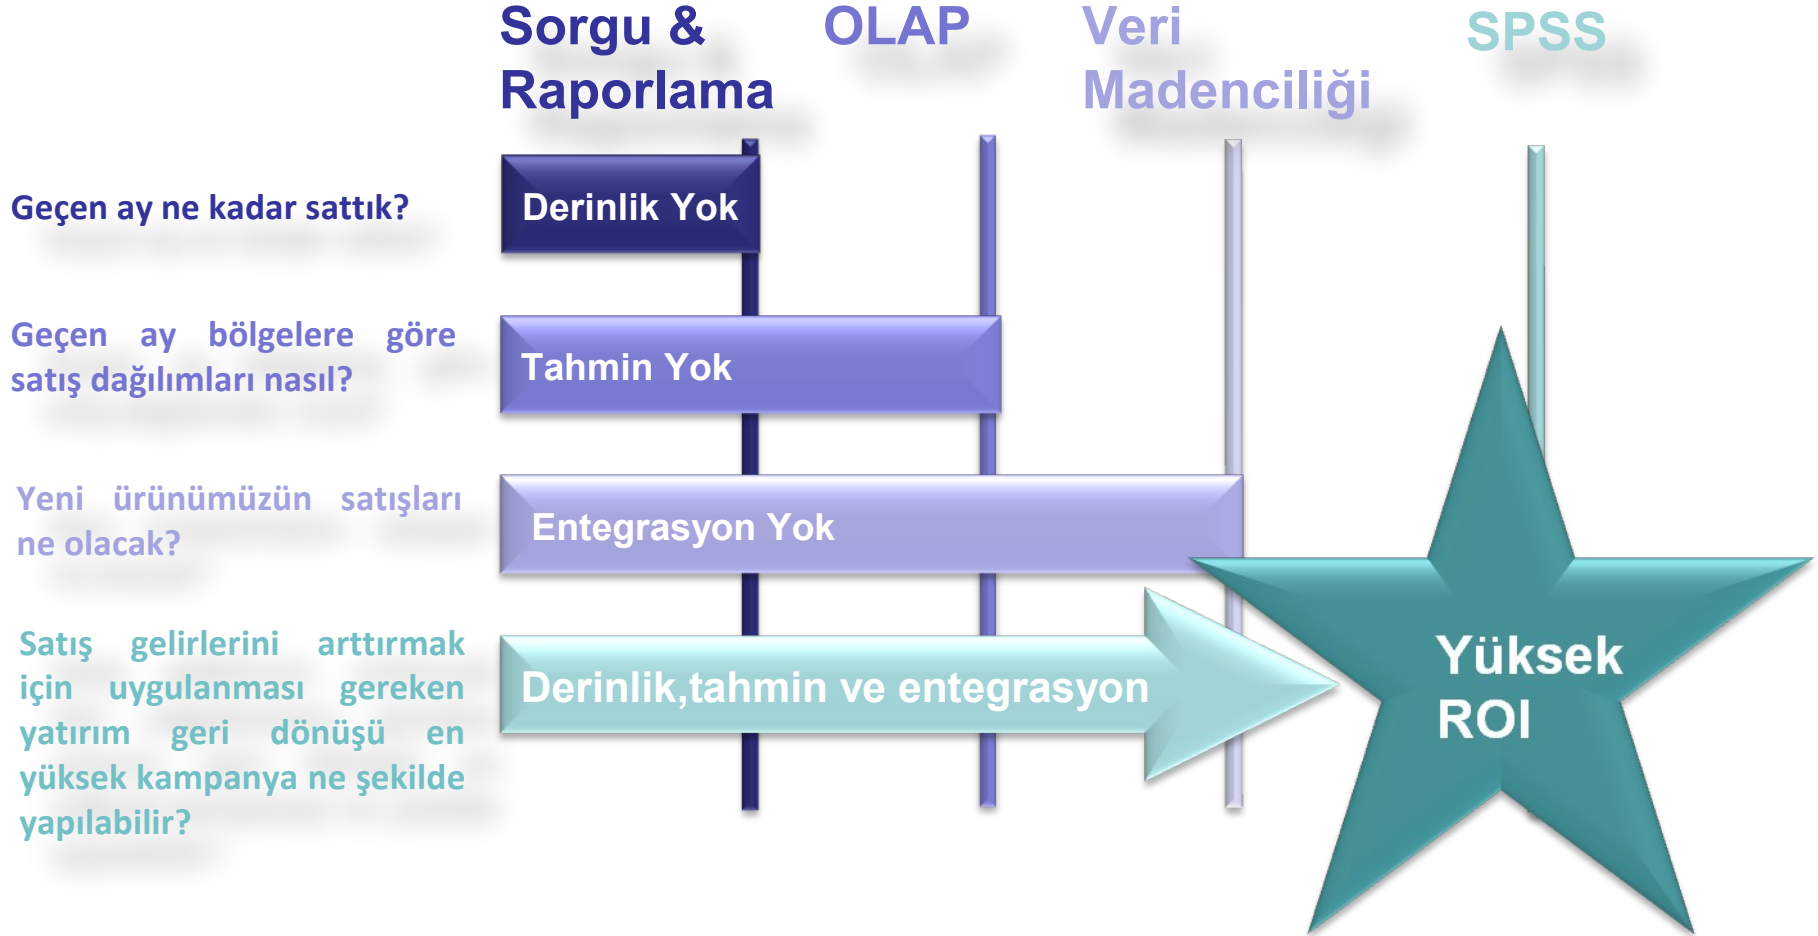 Sorgu &
Raporlama
OLAP
Veri
Madenciliği
SPSS
Geçen ay ne kadar sattık?
Derinlik Yok
Geçen ay bölgelere göre
satış dağılımları nasıl?
Tahmin Yok
Yeni ürünümüzün satışları
ne olacak?
Entegrasyon Yok
Satış gelirlerini arttırmak
için uygulanması gereken
yatırım geri dönüşü en
yüksek kampanya ne şekilde
yapılabilir?
Derinlik,tahmin ve entegrasyon
Yüksek
ROI